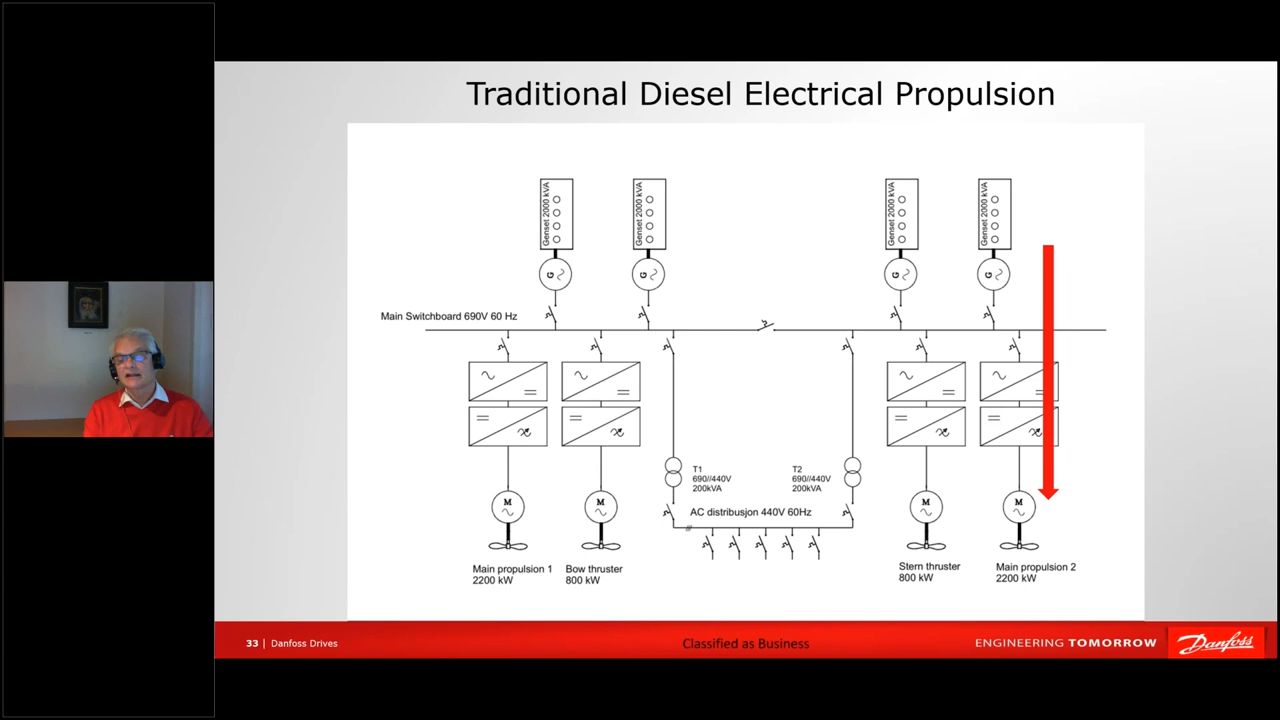 Traditional Diesel Electrical Propulsion
Genset 2000 kVA
Genset 2000 kVA
Genset 2000 kVA
Genset 2000 kVA
G
G
G
G
Main Switchboard 690V 60 Hz
T1
690//440V
200kVA
T2
690//440V
200kVA
M
M
M
M
AC distribusjon 440V 60Hz
Main propulsion 1
2200 kW
Bow thruster
800 kW
Stern thruster
800 kW
Main propulsion 2
2200 kW
33 | Danfoss Drives
Classified as Business
ENGINEERING TOMORROW
Danfoss